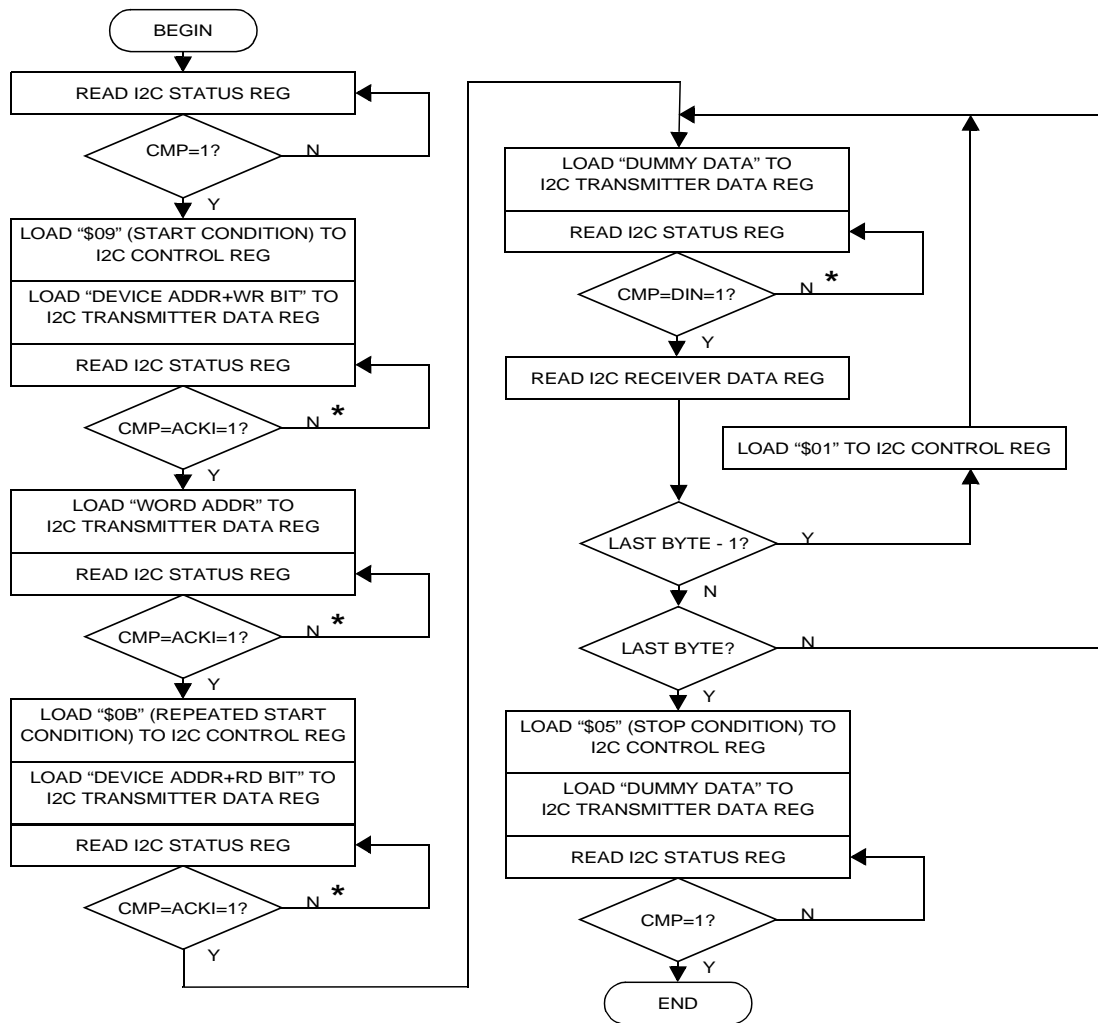 BEGIN
READ I2C STATUS REG
CMP=1?
N
Y
LOAD “$09” (START CONDITION) TO
I2C CONTROL REG
LOAD “DEVICE ADDR+WR BIT” TO
I2C TRANSMITTER DATA REG
READ I2C STATUS REG
CMP=ACKI=1?
N *
Y
LOAD “WORD ADDR” TO
I2C TRANSMITTER DATA REG
READ I2C STATUS REG
CMP=ACKI=1?
N *
Y
LOAD “$0B” (REPEATED START
CONDITION) TO I2C CONTROL REG
LOAD “DEVICE ADDR+RD BIT” TO
I2C TRANSMITTER DATA REG
READ I2C STATUS REG
CMP=ACKI=1?
N *
Y
LOAD “DUMMY DATA” TO
I2C TRANSMITTER DATA REG
READ I2C STATUS REG
CMP=DIN=1?
N *
Y
READ I2C RECEIVER DATA REG
LOAD “$01” TO I2C CONTROL REG
LAST BYTE - 1?
Y
N
LAST BYTE?
N
Y
LOAD “$05” (STOP CONDITION) TO
I2C CONTROL REG
LOAD “DUMMY DATA” TO
I2C TRANSMITTER DATA REG
READ I2C STATUS REG
CMP=1?
N
Y
END